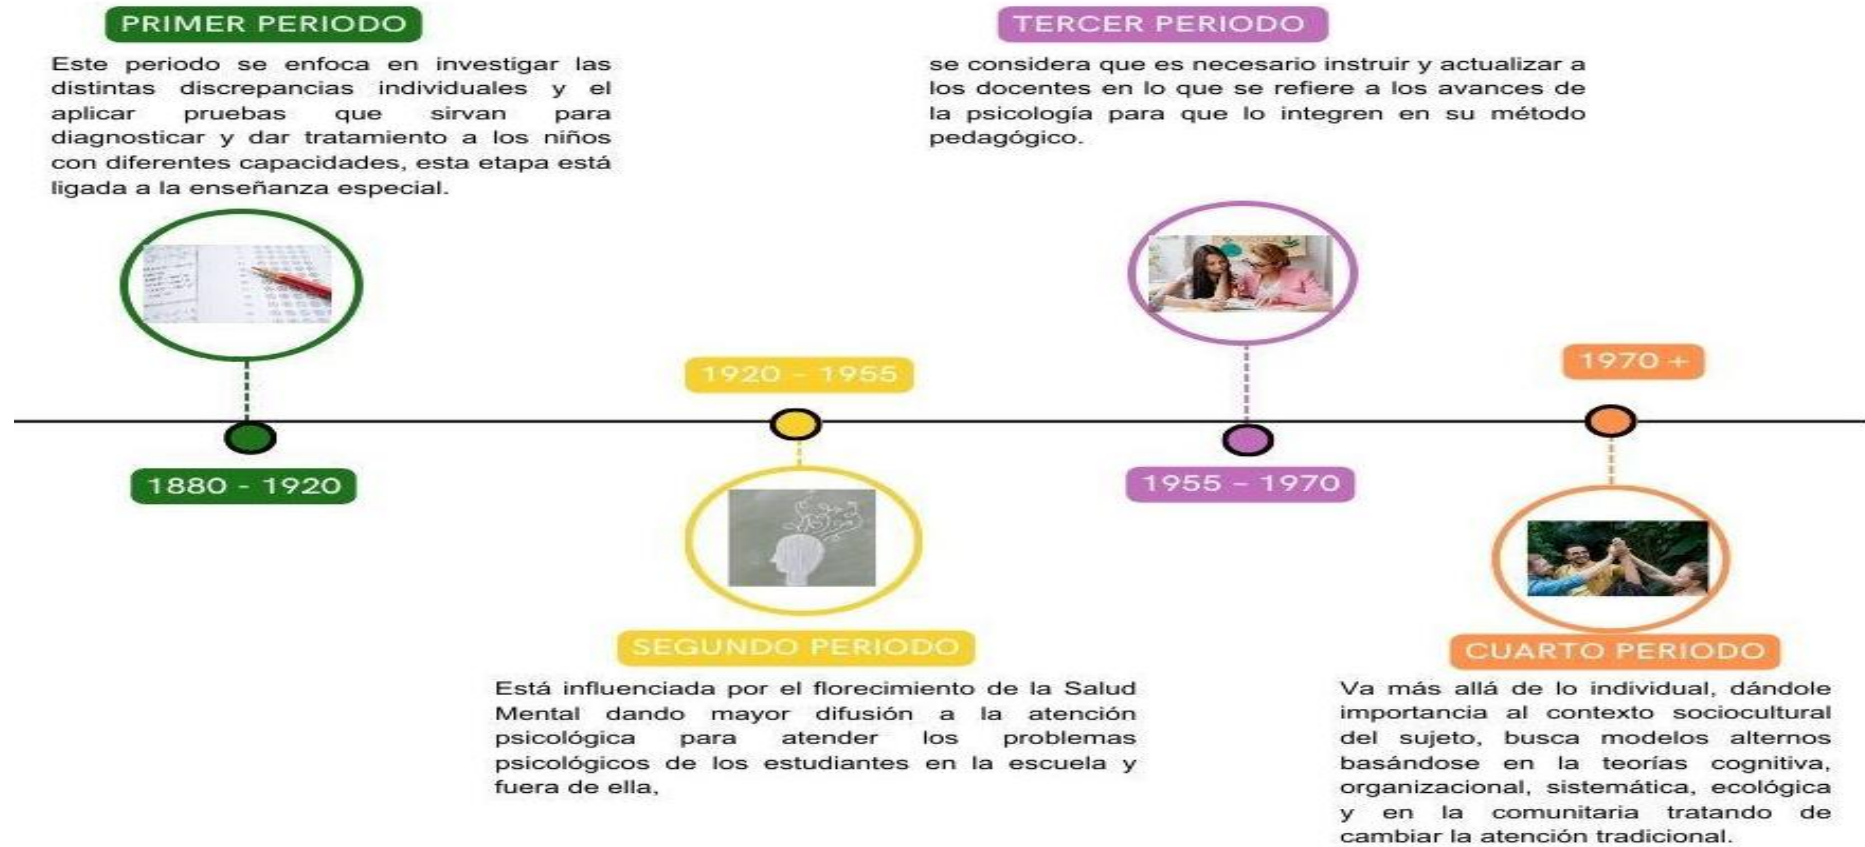 PRIMER PERIODO
Este periodo se enfoca en investigar las
distintas discrepancias individuales y el
aplicar pruebas que sirvan para
diagnosticar y dar tratamiento a los niños
con diferentes capacidades, esta etapa está
ligada a la enseñanza especial.
1880 - 1920
1920 - 1955
SEGUNDO PERIODO
Está influenciada por el florecimiento de la Salud
Mental dando mayor difusión a la atención
psicológica para atender los problemas
psicológicos de los estudiantes en la escuela y
fuera de ella,
TERCER PERIODO
se considera que es necesario instruir y actualizar a
los docentes en lo que se refiere a los avances de
la psicología para que lo integren en su método
pedagógico.
1955 - 1970
1970 +
CUARTO PERIODO
Va más allá de lo individual, dándole
importancia al contexto sociocultural
del sujeto, busca modelos alternos
basándose en la teorías cognitiva,
organizacional, sistemática, ecológica
y en la comunitaria tratando de
cambiar la atención tradicional.